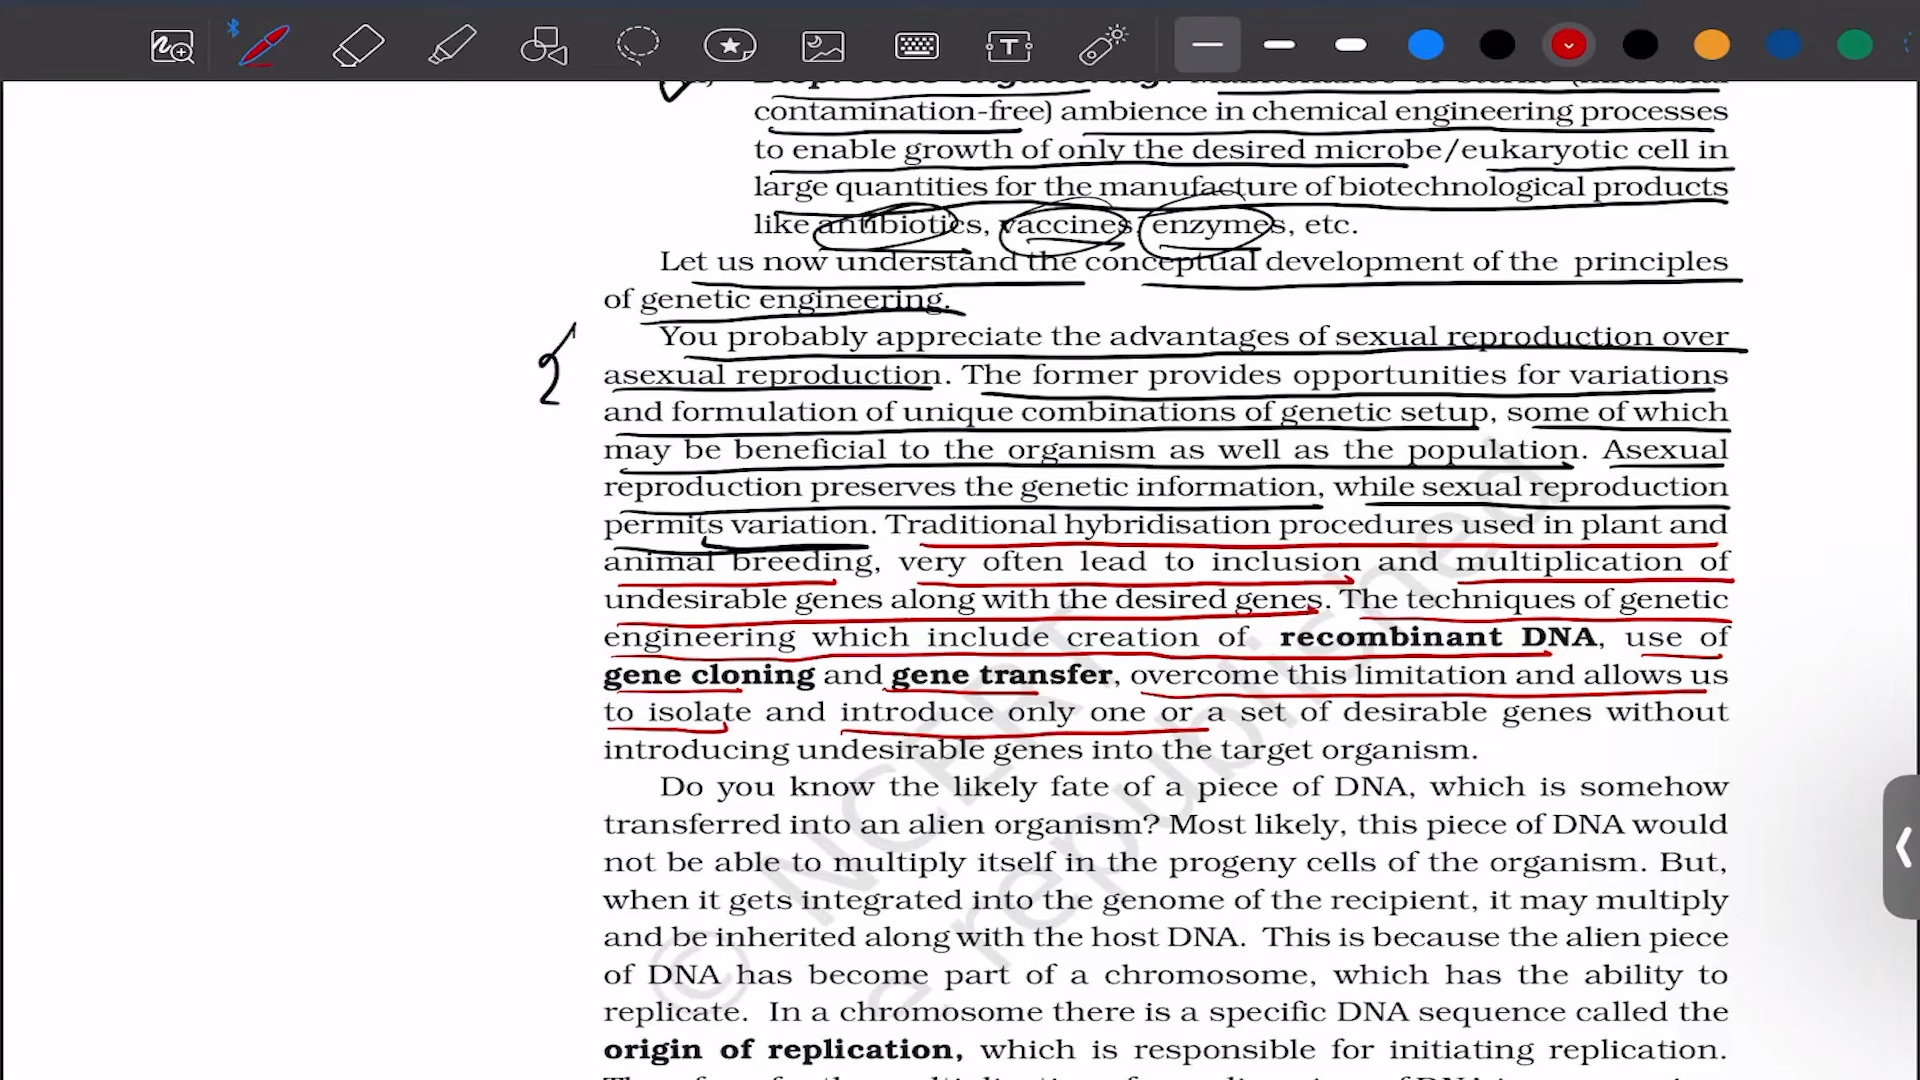 contamination-free) ambience in chemical engineering processes
to enable growth of only the desired microbe/eukaryotic cell in
large quantities for the manufacture of biotechnological products
like antibiotics, vaccines, enzymes, etc.
Let us now understand the conceptual development of the principles
of genetic engineering.
2
You probably appreciate the advantages of sexual reproduction over
asexual reproduction. The former provides opportunities for variations
and formulation of unique combinations of genetic setup, some of which
may be beneficial to the organism as well as the population. Asexual
reproduction preserves the genetic information, while sexual reproduction
permits variation. Traditional hybridisation procedures used in plant and
animal breeding, very often lead to inclusion and multiplication of
undesirable genes along with the desired genes. The techniques of genetic
engineering which include creation of recombinant DNA, use of
gene cloning and gene transfer, overcome this limitation and allows us
to isolate and introduce only one or a set of desirable genes without
introducing undesirable genes into the target organism.
Do you know the likely fate of a piece of DNA, which is somehow
transferred into an alien organism? Most likely, this piece of DNA would
not be able to multiply itself in the progeny cells of the organism. But,
when it gets integrated into the genome of the recipient, it may multiply
and be inherited along with the host DNA. This is because the alien piece
of DNA has become part of a chromosome, which has the ability to
replicate. In a chromosome there is a specific DNA sequence called the
origin of replication, which is responsible for initiating replication.
© NCERT
republished